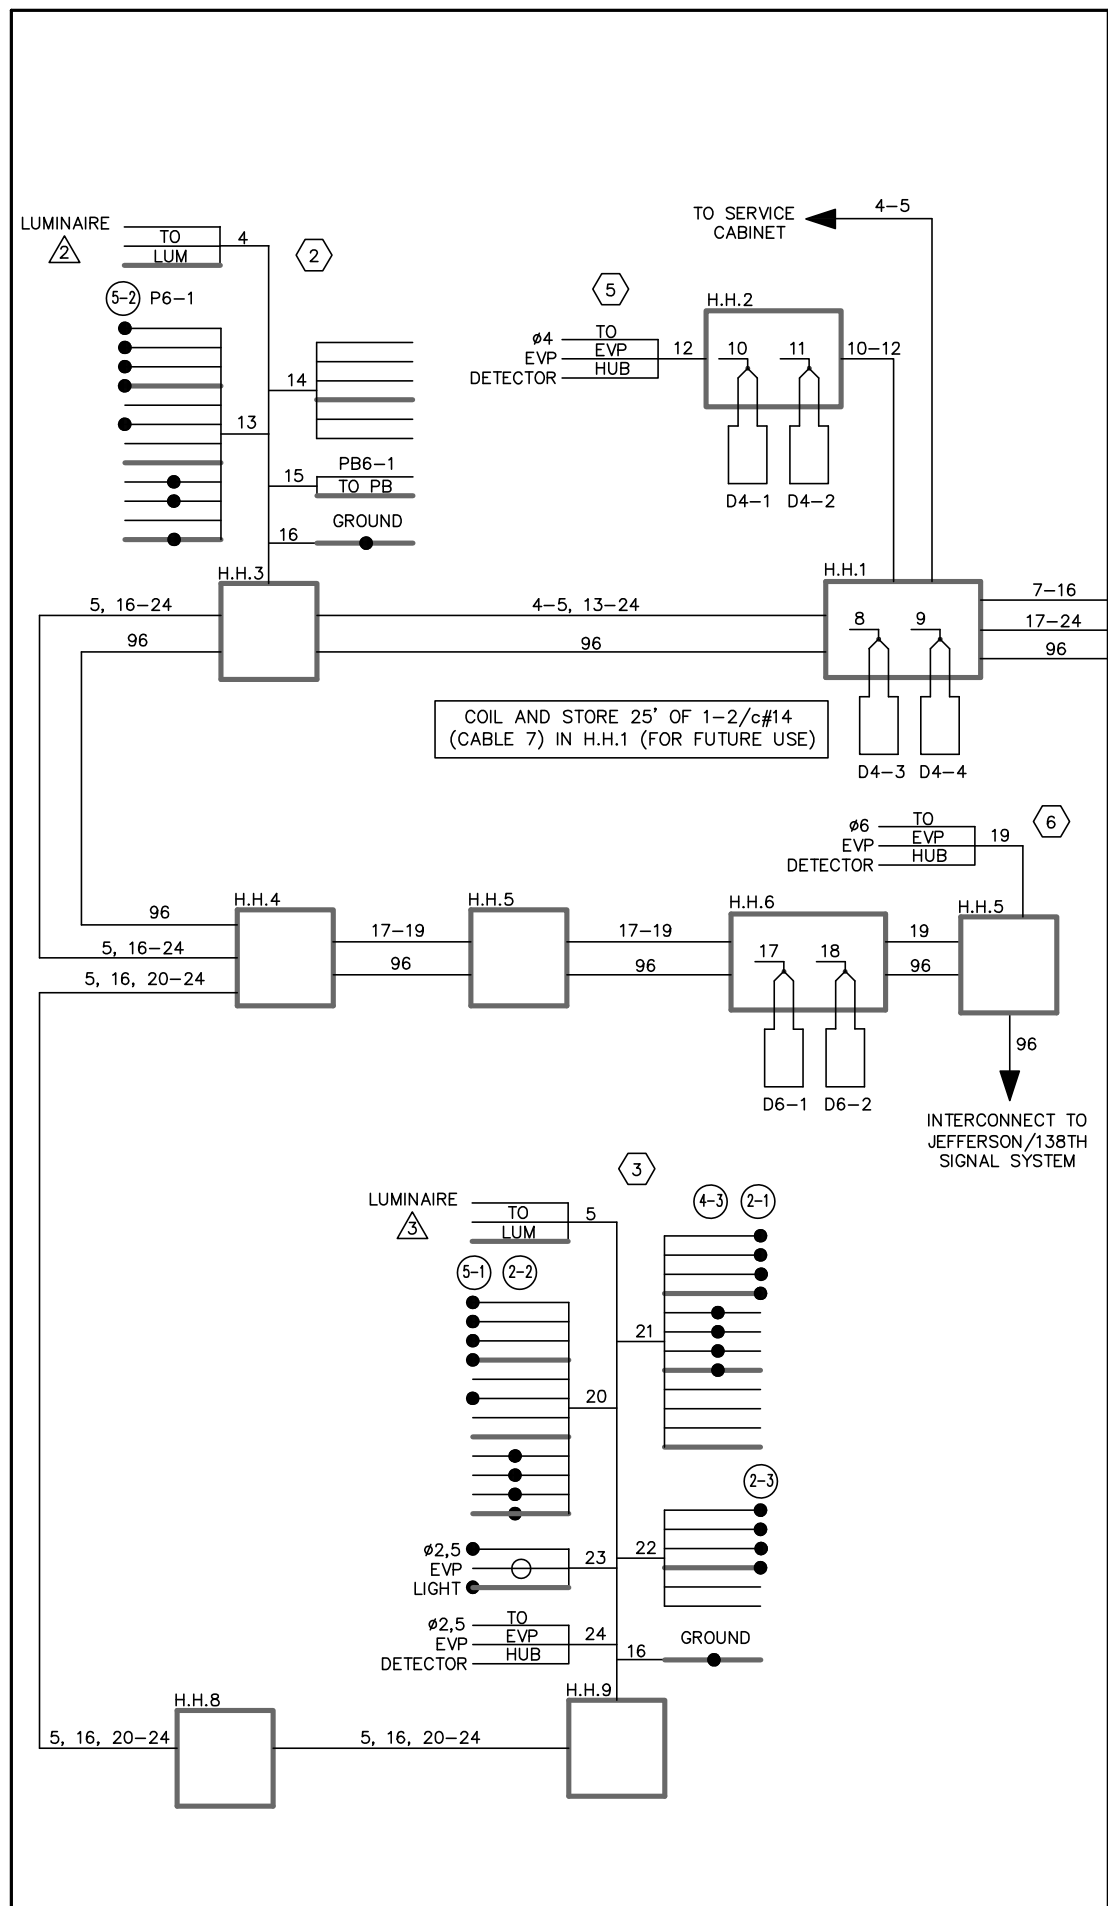 LUMINAIRE
2
TO
LUM
4
2
5-2 P6-1
14
13
15
PB6-1
TO PB
16
GROUND
TO SERVICE
CABINET
4-5
5
ø4
EVP
DETECTOR
TO
EVP
HUB
12
H.H.2
10
11
10-12
D4-1
D4-2
H.H.3
5, 16-24
96
4-5, 13-24
96
H.H.1
8
9
7-16
17-24
96
D4-3
D4-4
COIL AND STORE 25' OF 1-2/c#14
(CABLE 7) IN H.H.1 (FOR FUTURE USE)
ø6
EVP
DETECTOR
TO
EVP
HUB
19
6
96
5, 16-24
5, 16, 20-24
H.H.4
17-19
96
H.H.5
17-19
96
H.H.6
17
18
D6-1
D6-2
19
96
H.H.5
96
INTERCONNECT TO
JEFFERSON/138TH
SIGNAL SYSTEM
3
LUMINAIRE
3
TO
LUM
5
4-3
2-1
5-1
2-2
21
20
2-3
22
ø2,5
EVP
LIGHT
23
ø2,5
EVP
DETECTOR
TO
EVP
HUB
24
16
GROUND
H.H.8
5, 16, 20-24
5, 16, 20-24
H.H.9